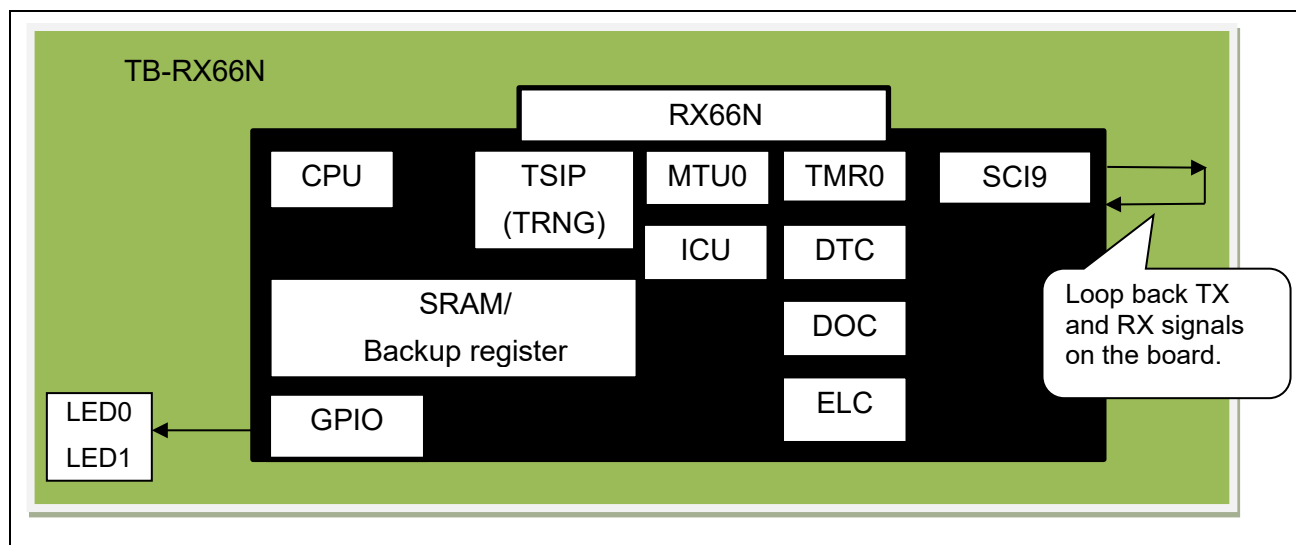 TB-RX66N
RX66N
CPU
TSIP
(TRNG)
MTU0
TMR0
SCI9
ICU
DTC
SRAM/
Backup register
DOC
Loop back TX
and RX signals
on the board.
GPIO
ELC
LED0
LED1